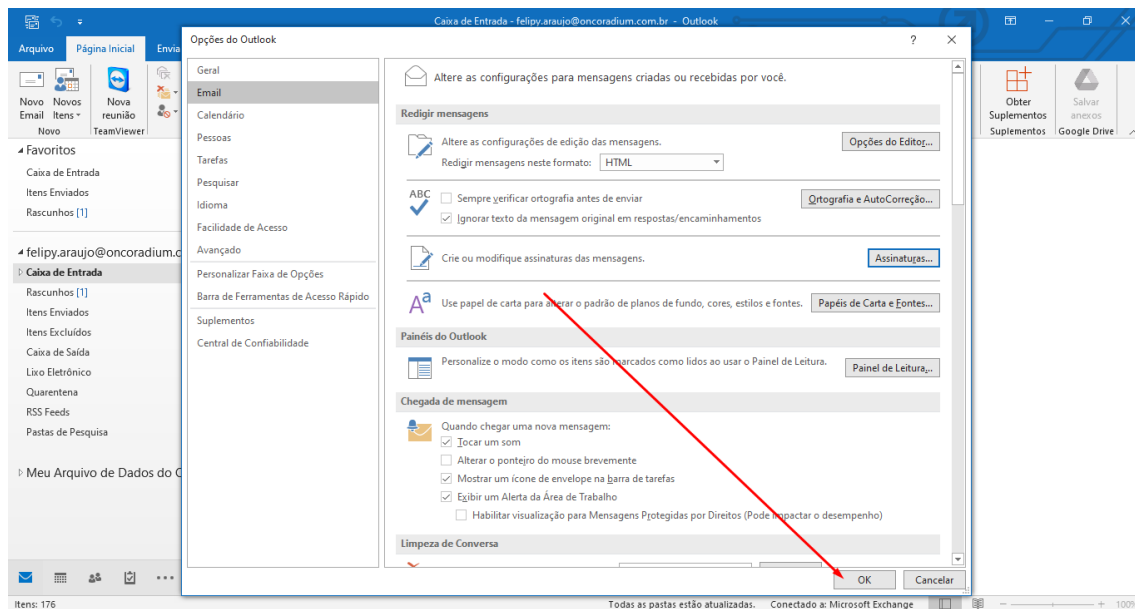 Caixa de Entrada - felipy.araujo@oncoradium.com.br - Outlook
Arquivo Página Inicial Envia
Novo Email
Novos Itens
Novo
Nova reunião
TeamViewer
Obter Suplementos
Suplementos
Salvar anexos
Google Drive
Favoritos
Caixa de Entrada
Itens Enviados
Rascunhos [1]
felipy.araujo@oncoradium.c
Caixa de Entrada
Rascunhos [1]
Itens Enviados
Itens Excluídos
Caixa de Saída
Lixo Eletrônico
Quarentena
RSS Feeds
Pastas de Pesquisa
Meu Arquivo de Dados do O
Opções do Outlook ?
Geral
Email
Calendário
Pessoas
Tarefas
Pesquisar
Idioma
Facilidade de Acesso
Avançado
Personalizar Faixa de Opções
Barra de Ferramentas de Acesso Rápido
Suplementos
Central de Confiabilidade
Altere as configurações para mensagens criadas ou recebidas por você.
Redigir mensagens
Altere as configurações de edição das mensagens. Opções do Editor...
Redigir mensagens neste formato: HTML
ABC Sempre verificar ortografia antes de enviar Ortografia e AutoCorreção...
Ignorar texto da mensagem original em respostas/encaminhamentos
Crie ou modifique assinaturas das mensagens. Assinaturas...
Aa Use papel de carta para alterar o padrão de planos de fundo, cores, estilos e fontes. Papéis de Carta e Fontes...
Painéis do Outlook
Personalize o modo como os itens são marcados como lidos ao usar o Painel de Leitura. Painel de Leitura...
Chegada de mensagem
Quando chegar uma nova mensagem:
Tocar um som
Alterar o ponteiro do mouse brevemente
Mostrar um ícone de envelope na barra de tarefas
Exibir um Alerta da Área de Trabalho
Habilitar visualização para Mensagens Protegidas por Direitos (Pode impactar o desempenho)
Limpeza de Conversa
OK Cancelar
Itens: 176 Todas as pastas estão atualizadas. Conectado a: Microsoft Exchange 100%